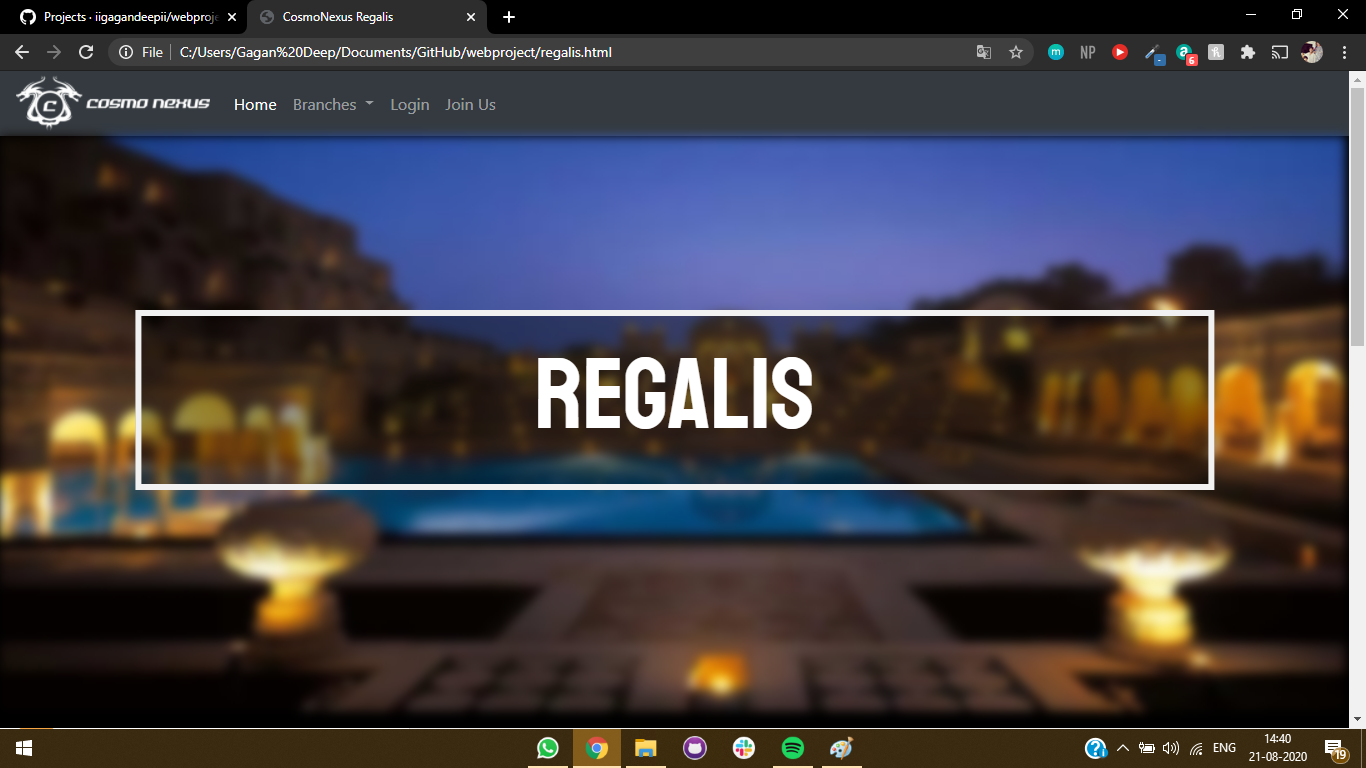 Projects · iigagandeepii/webproje
CosmoNexus Regalis
File
C:/Users/Gagan%20Deep/Documents/GitHub/webproject/regalis.html
m
NP
a
6
C
COSMO NEXUS
Home
Branches
Login
Join Us
REGALIS
ENG
14:40
21-08-2020
19